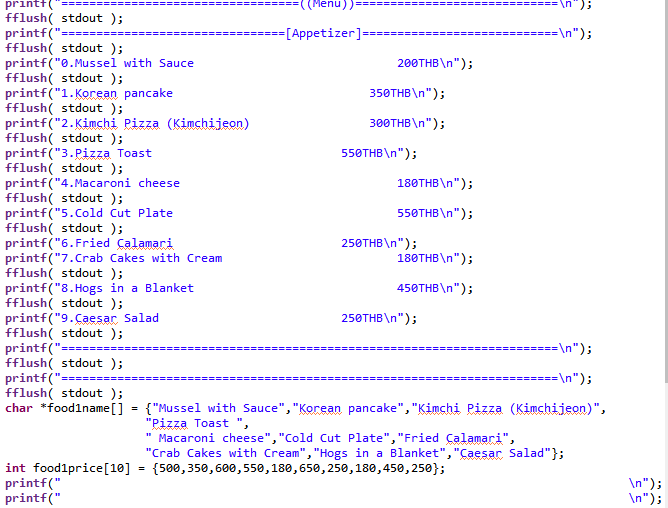 printf("==================================((Menu))=============================\n");
fflush( stdout );
printf("================================[Appetizer]============================\n");
fflush( stdout );
printf("0.Mussel with Sauce                             200THB\n");
fflush( stdout );
printf("1.Korean pancake                            350THB\n");
fflush( stdout );
printf("2.Kimchi Pizza (Kimchijeon)                 300THB\n");
fflush( stdout );
printf("3.Pizza Toast                           550THB\n");
fflush( stdout );
printf("4.Macaroni cheese                               180THB\n");
fflush( stdout );
printf("5.Cold Cut Plate                                550THB\n");
fflush( stdout );
printf("6.Fried Calamari                        250THB\n");
printf("7.Crab Cakes with Cream                         180THB\n");
fflush( stdout );
printf("8.Hogs in a Blanket                             450THB\n");
fflush( stdout );
printf("9.Caesar Salad                          250THB\n");
fflush( stdout );
printf("=======================================================================\n");
fflush( stdout );
printf("=======================================================================\n");
fflush( stdout );
char *food1name[] = {"Mussel with Sauce","Korean pancake","Kimchi Pizza (Kimchijeon)",
                    "Pizza Toast ",
                    " Macaroni cheese","Cold Cut Plate","Fried Calamari",
                    "Crab Cakes with Cream","Hogs in a Blanket","Caesar Salad"};
int food1price[10] = {500,350,600,550,180,650,250,180,450,250};
printf("                                                                                 \n");
printf("                                                                                 \n");